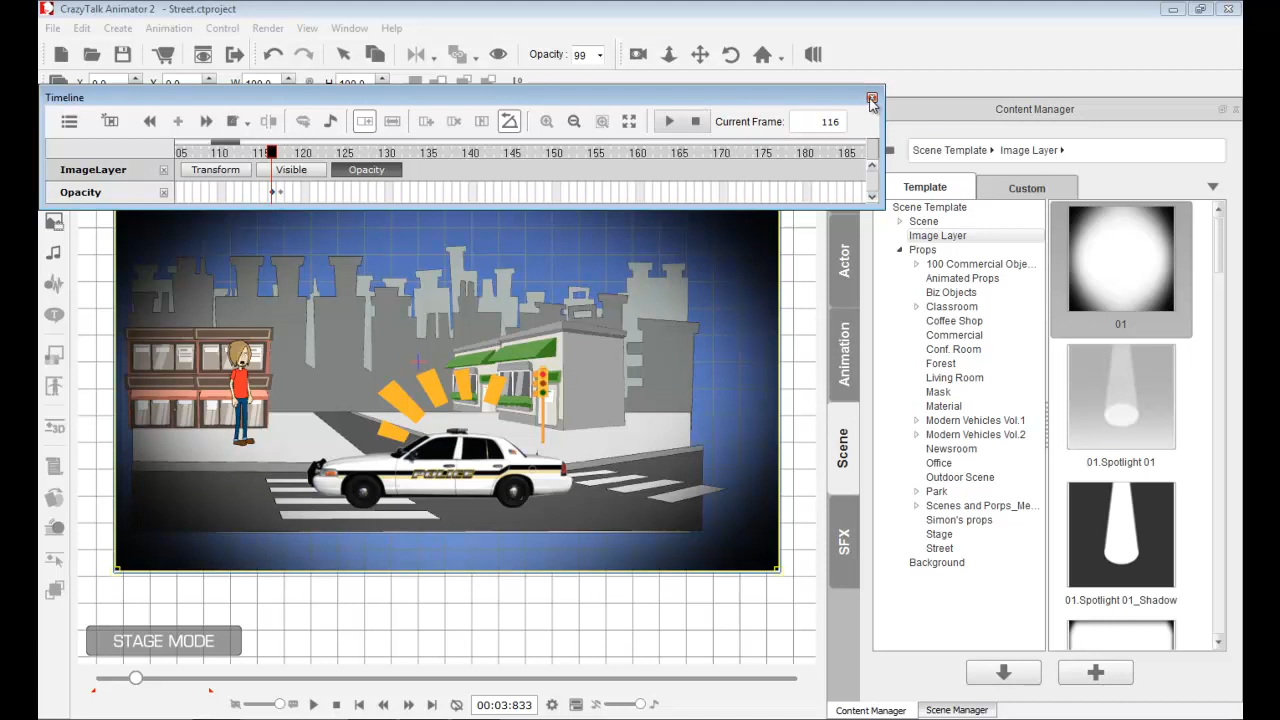 CrazyTalk Animator 2 - Street.ctproject
File Edit Create Animation Control Render View Window Help
Opacity: 99
Timeline
Current Frame: 116
05 110 115 120 125 130 135 140 145 150 155 160 165 170 175 180 185
ImageLayer Transform Visible Opacity
Opacity
Content Manager
Scene Template Image Layer
Template Custom
Scene Template
Scene
Image Layer
Props
100 Commercial Obje...
Animated Props
Biz Objects
Classroom
Coffee Shop
Commercial
Conf. Room
Forest
Living Room
Mask
Material
Modern Vehicles Vol.1
Modern Vehicles Vol.2
Newsroom
Office
Outdoor Scene
Park
Scenes and Porps_Me...
Simon's props
Stage
Street
Background
01
01.Spotlight 01
01.Spotlight 01_Shadow
Actor
Animation
Scene
SFX
POLICE
STAGE MODE
00:03:833
Content Manager Scene Manager